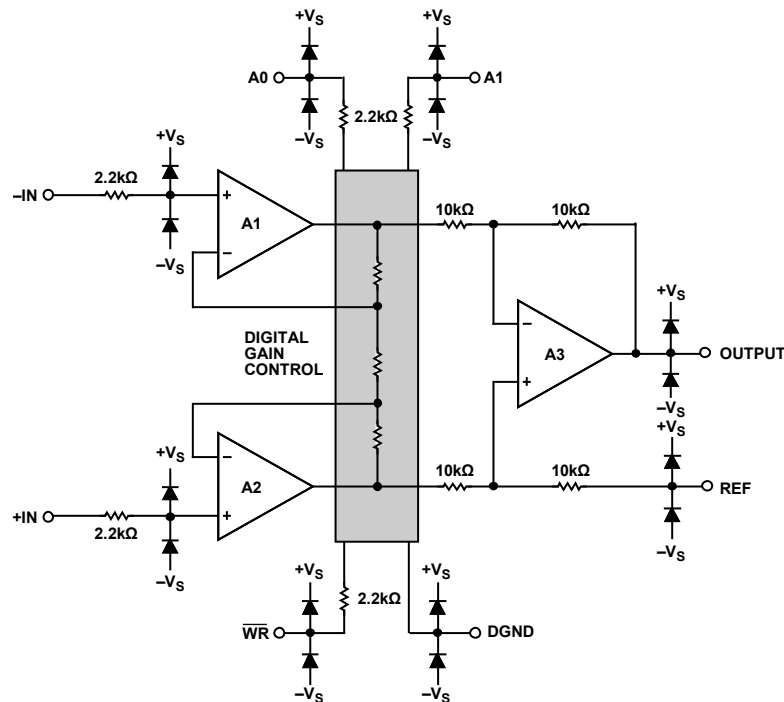 +VS +VS
A0 A1
2.2kΩ
–VS –VS
+VS
2.2kΩ
–IN
+
A1
–
–VS
10kΩ 10kΩ
DIGITAL
GAIN
CONTROL
–
A3
+
+VS
OUTPUT
–VS
–
A2
+
+VS
+IN
2.2kΩ
–VS
10kΩ 10kΩ
+VS
REF
–VS
+VS +VS
2.2kΩ
WR DGND
–VS –VS